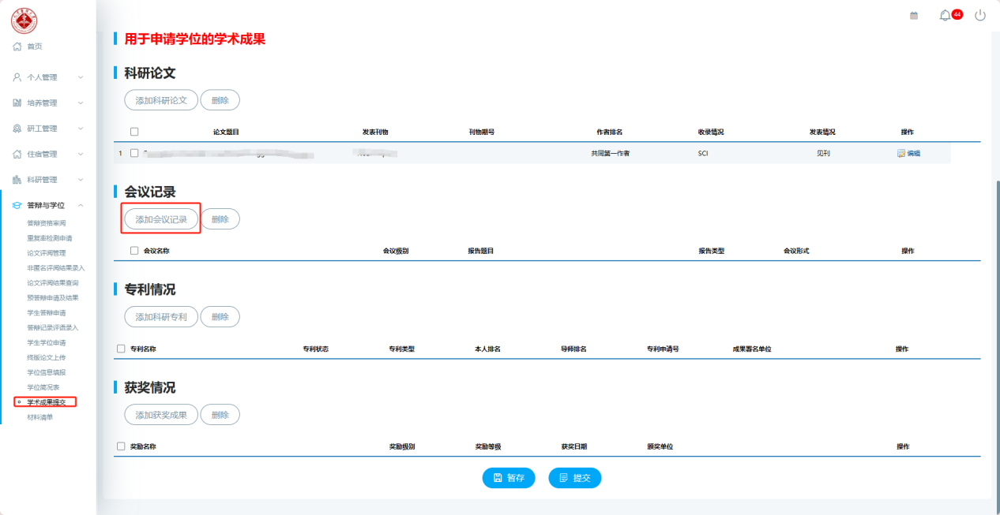 44
首页
个人管理
培养管理
研工管理
住宿管理
科研管理
答辩与学位
答辩资格审阅
重复率检测申请
论文评阅管理
非匿名评阅结果录入
论文评阅结果查询
预答辩申请及结果
学生答辩申请
答辩记录评语录入
学生学位申请
终版论文上传
学位信息填报
学位简况表
学术成果提交
材料清单
用于申请学位的学术成果
科研论文
添加科研论文 删除
论文题目 发表刊物 刊物期号 作者排名 收录情况 发表情况 操作
1 共同第一作者 SCI 见刊 编辑
会议记录
添加会议记录 删除
会议名称 会议级别 报告题目 报告类型 会议形式 操作
专利情况
添加科研专利 删除
专利名称 专利状态 专利类型 本人排名 导师排名 专利申请号 成果署名单位 操作
获奖情况
添加获奖成果 删除
奖励名称 奖励级别 奖励等级 获奖日期 颁奖单位 操作
暂存 提交